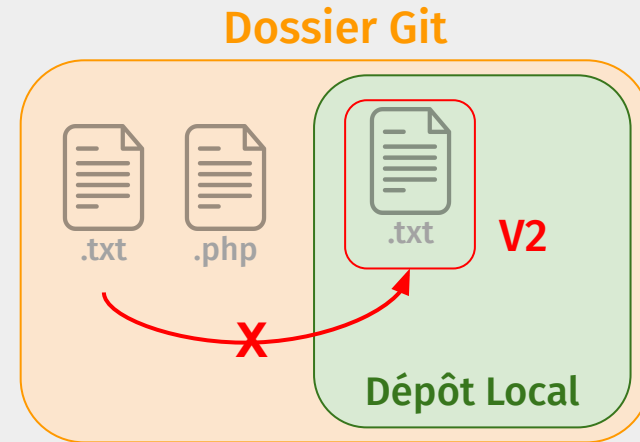 Dossier Git
.txt
.php
.txt
V2
X
Dépôt Local